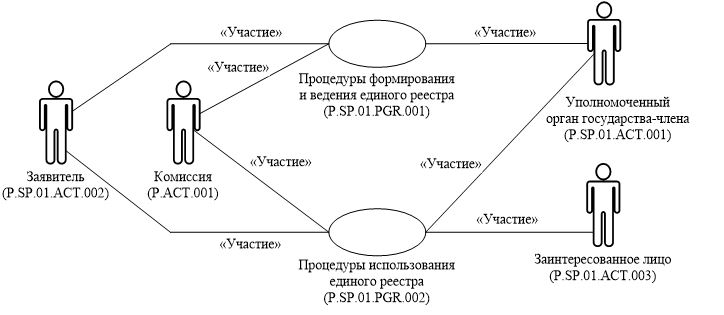 «Участие»
«Участие»
«Участие»
Процедуры формирования
и ведения единого реестра
(P.SP.01.PGR.001)
Уполномоченный
орган государства-члена
(P.SP.01.ACT.001)
Заявитель
(P.SP.01.ACT.002)
Комиссия
(P.ACT.001)
«Участие»
«Участие»
«Участие»
«Участие»
Процедуры использования
единого реестра
(P.SP.01.PGR.002)
Заинтересованное лицо
(P.SP.01.ACT.003)